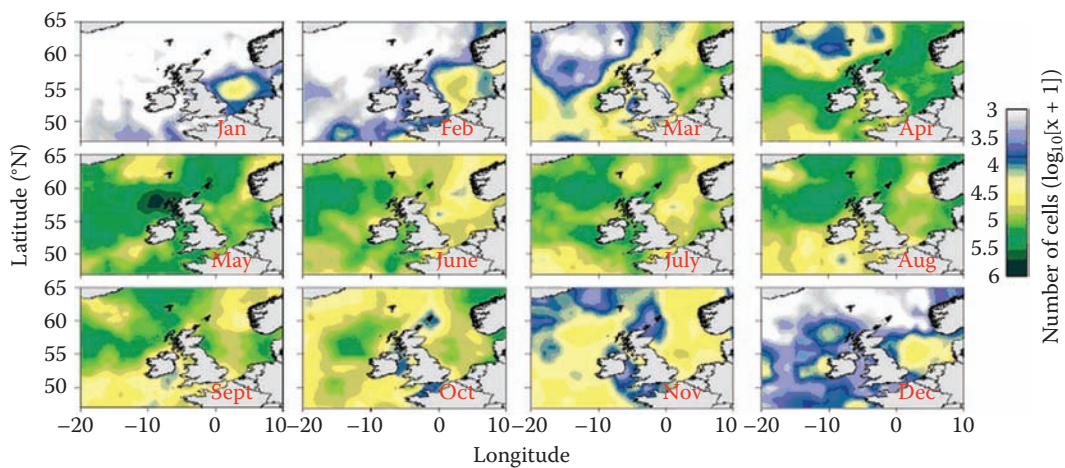 65
60
55
50
Jan
Feb
Mar
Apr
65
60
55
50
May
June
July
Aug
65
60
55
50
Sept
Oct
Nov
Dec
−20 −10 0 10 −20 −10 0 10 −20 −10 0 10 −20 −10 0 10
Longitude
Latitude (°N)
3
3.5
4
4.5
5
5.5
6
Number of cells (log₁₀[x + 1])